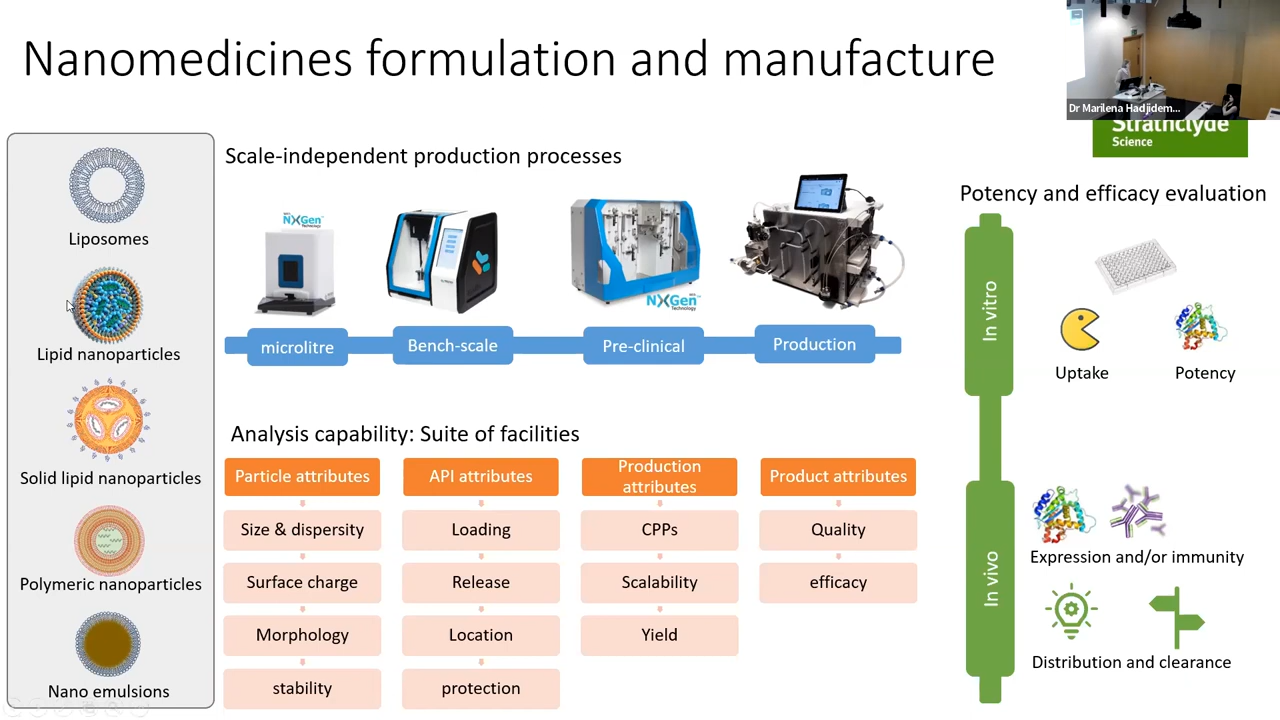 Nanomedicines formulation and manufacture
Dr Marilena Hadjidem...
Strathclyde
Science
Liposomes
Lipid nanoparticles
Solid lipid nanoparticles
Polymeric nanoparticles
Nano emulsions
Scale-independent production processes
NXGen
Technology
NXGen
Technology
microlitre
Bench-scale
Pre-clinical
Production
Analysis capability: Suite of facilities
Particle attributes
Size & dispersity
Surface charge
Morphology
stability
API attributes
Loading
Release
Location
protection
Production
attributes
CPPs
Scalability
Yield
Product attributes
Quality
efficacy
Potency and efficacy evaluation
In vitro
Uptake
Potency
In vivo
Expression and/or immunity
Distribution and clearance